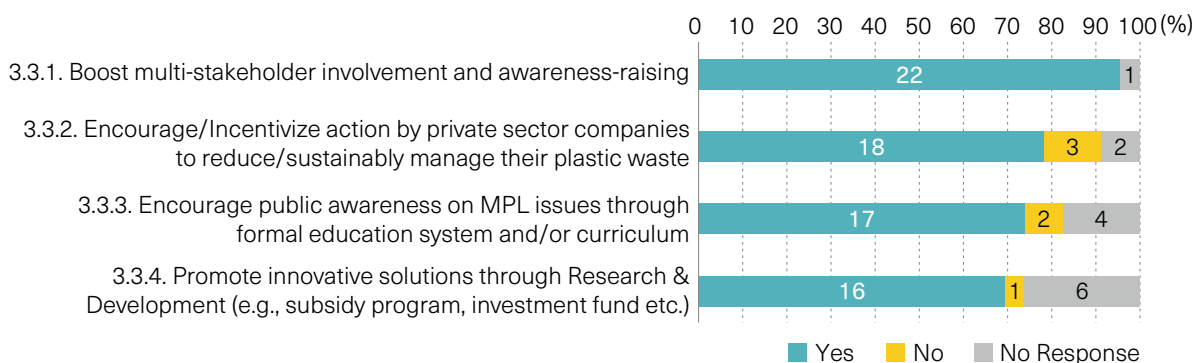 0 10 20 30 40 50 60 70 80 90 100 (%)
3.3.1. Boost multi-stakeholder involvement and awareness-raising
22 1
3.3.2. Encourage/Incentivize action by private sector companies
to reduce/sustainably manage their plastic waste
18 3 2
3.3.3. Encourage public awareness on MPL issues through
formal education system and/or curriculum
17 2 4
3.3.4. Promote innovative solutions through Research &
Development (e.g., subsidy program, investment fund etc.)
16 1 6
Yes No No Response